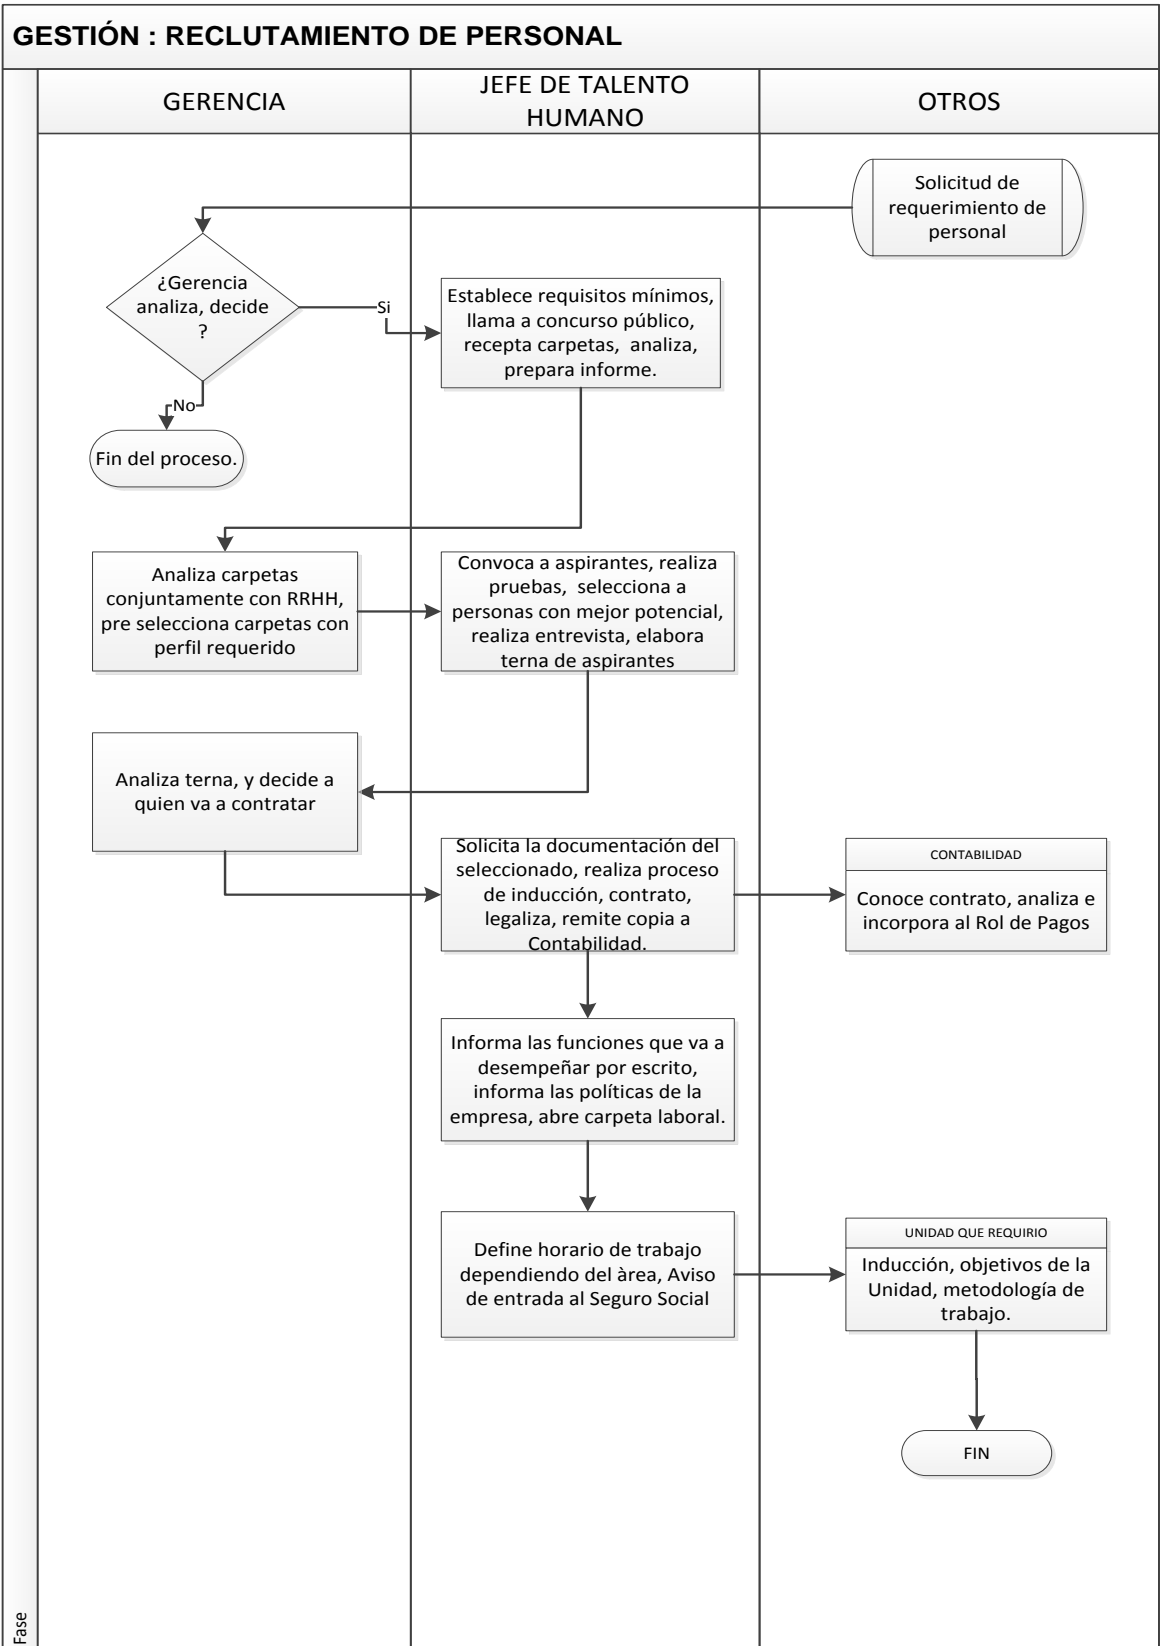 GESTIÓN : RECLUTAMIENTO DE PERSONAL
GERENCIA
JEFE DE TALENTO
HUMANO
OTROS
Solicitud de
requerimiento de
personal
¿Gerencia
analiza, decide
?
Si
Establece requisitos mínimos,
llama a concurso público,
recepta carpetas, analiza,
prepara informe.
No
Fin del proceso.
Analiza carpetas
conjuntamente con RRHH,
pre selecciona carpetas con
perfil requerido
Convoca a aspirantes, realiza
pruebas, selecciona a
personas con mejor potencial,
realiza entrevista, elabora
terna de aspirantes
Analiza terna, y decide a
quien va a contratar
Solicita la documentación del
seleccionado, realiza proceso
de inducción, contrato,
legaliza, remite copia a
Contabilidad.
CONTABILIDAD
Conoce contrato, analiza e
incorpora al Rol de Pagos
Informa las funciones que va a
desempeñar por escrito,
informa las políticas de la
empresa, abre carpeta laboral.
Define horario de trabajo
dependiendo del àrea, Aviso
de entrada al Seguro Social
UNIDAD QUE REQUIRIO
Inducción, objetivos de la
Unidad, metodología de
trabajo.
FIN
Fase